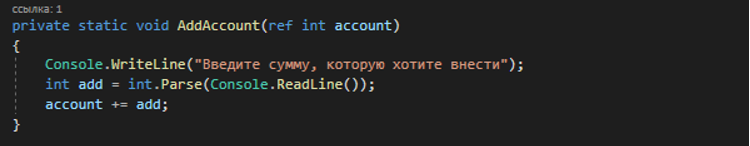 ссылка: 1
private static void AddAccount(ref int account)
{
Console.WriteLine("Введите сумму, которую хотите внести");
int add = int.Parse(Console.ReadLine());
account += add;
}